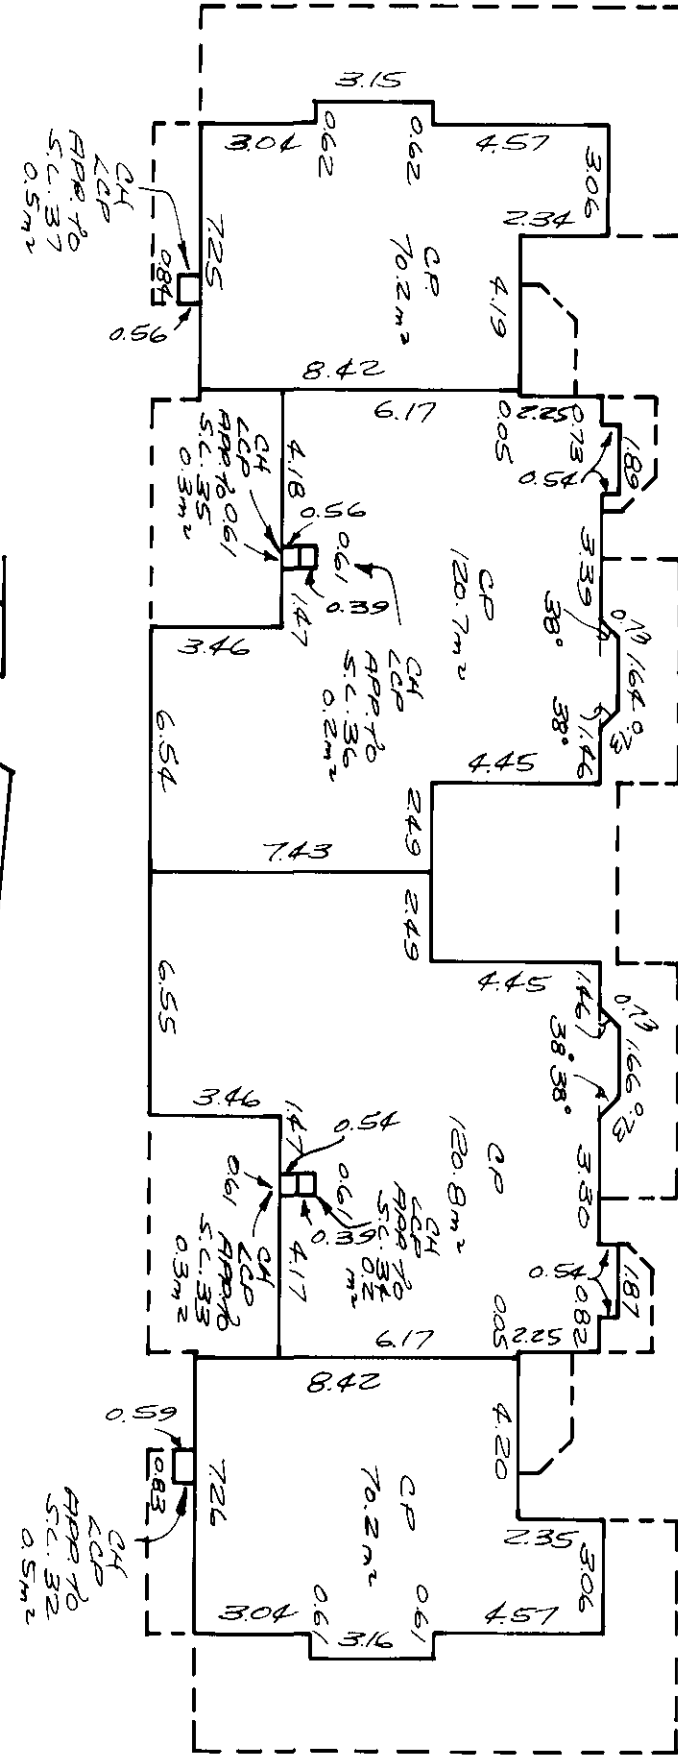 3.15
3.04
0.62
0.62
4.57
3.06
2.34
CP
70.2m²
4.19
7.25
0.84
0.56
CH
LCP
APP. TO
S.L. 37
0.5m²
8.42
6.17
0.05
2.25
0.73
1.89
0.54
4.18
CH
LCP
APP. TO
S.L. 35
0.3m²
0.61
0.56
0.61
0.39
1.47
CP
120.7m²
3.39
38°
0.73
1.64
0.73
38°
1.46
CH
LCP
APP. TO
S.L. 36
0.2m²
3.46
6.54
4.45
2.49
7.43
2.49
4.45
6.55
1.46
0.73
1.66
0.73
38°
38°
3.46
1.47
0.54
0.61
0.39
CH
LCP
APP. TO
S.L. 34
0.2
m²
CP
120.8m²
3.30
0.61
CH
LCP
APP. TO
S.L. 33
0.3m²
4.17
0.54
1.87
0.82
6.17
0.05
2.25
8.42
4.20
0.59
0.83
7.26
CP
70.2m²
2.35
3.06
CH
LCP
APP. TO
S.L. 32
0.5m²
3.04
0.61
3.16
0.61
4.57